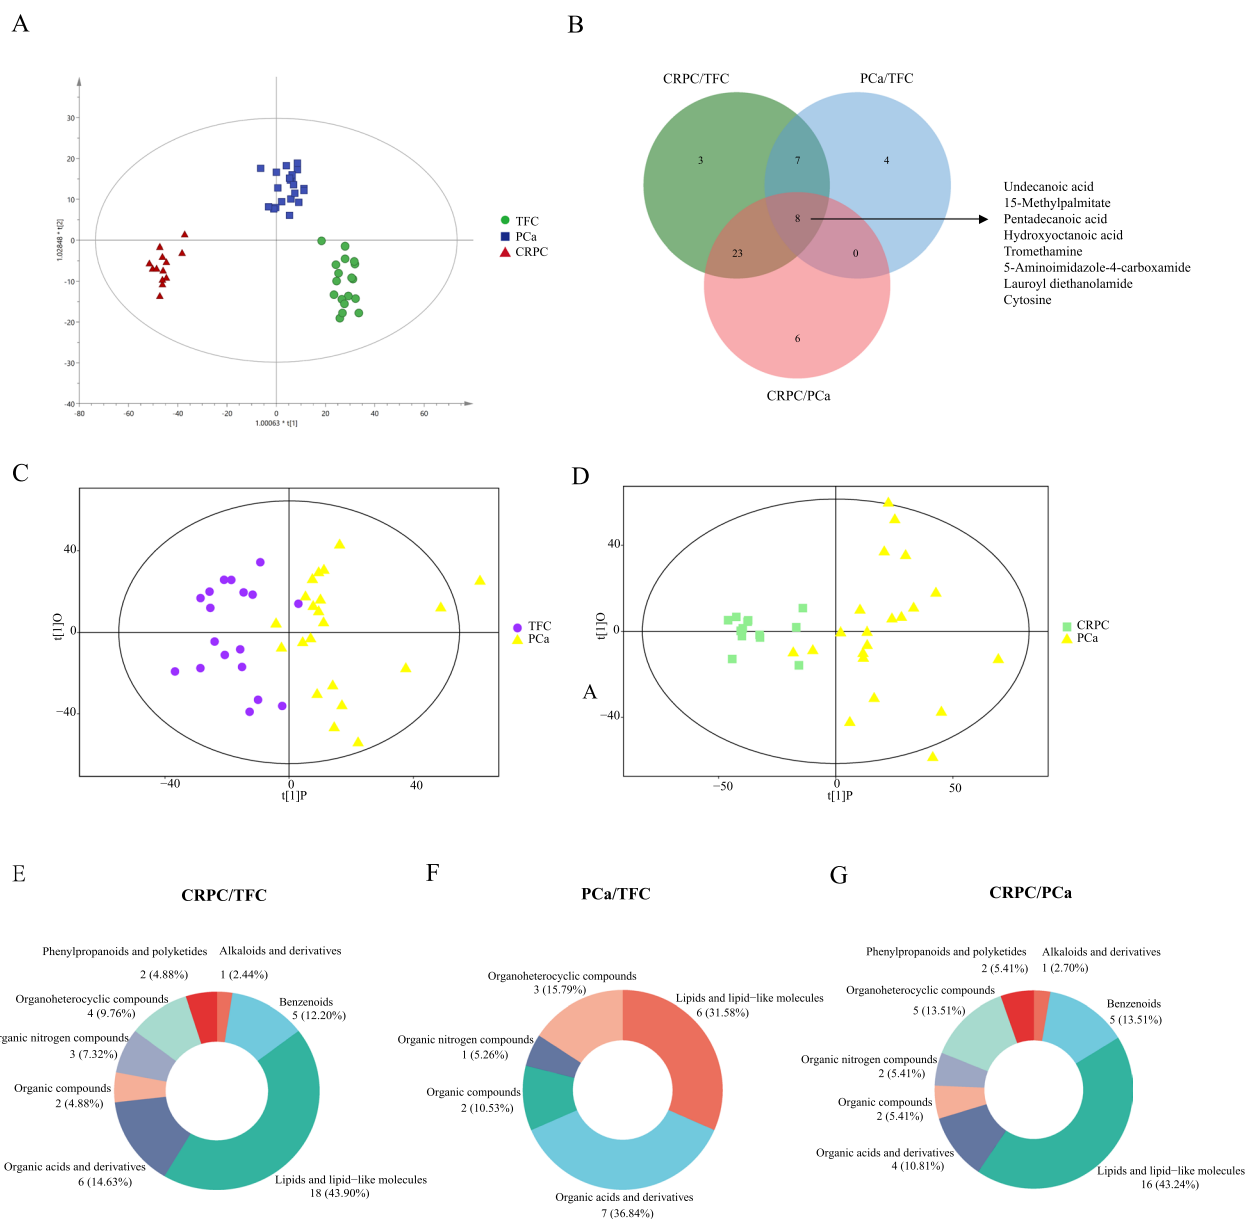 A
30
20
10
0
-10
-20
-30
-40
1.02848 * t[2]
-80
-60
-40
-20
0
20
40
60
1.00063 * t[1]
TFC
PCa
CRPC
B
CRPC/TFC
PCa/TFC
3
7
4
8
23
0
6
CRPC/PCa
Undecanoic acid
15-Methylpalmitate
Pentadecanoic acid
Hydroxyoctanoic acid
Tromethamine
5-Aminoimidazole-4-carboxamide
Lauroyl diethanolamide
Cytosine
C
40
0
−40
t[1]O
−40
0
40
t[1]P
TFC
PCa
D
40
0
−40
t[1]O
A
−50
0
50
t[1]P
CRPC
PCa
E
CRPC/TFC
Phenylpropanoids and polyketides
2 (4.88%)
Alkaloids and derivatives
1 (2.44%)
Organoheterocyclic compounds
4 (9.76%)
Benzenoids
5 (12.20%)
rganic nitrogen compounds
3 (7.32%)
Organic compounds
2 (4.88%)
Organic acids and derivatives
6 (14.63%)
Lipids and lipid−like molecules
18 (43.90%)
F
PCa/TFC
Organoheterocyclic compounds
3 (15.79%)
Lipids and lipid−like molecules
6 (31.58%)
Organic nitrogen compounds
1 (5.26%)
Organic compounds
2 (10.53%)
Organic acids and derivatives
7 (36.84%)
G
CRPC/PCa
Phenylpropanoids and polyketides
2 (5.41%)
Alkaloids and derivatives
1 (2.70%)
Organoheterocyclic compounds
5 (13.51%)
Benzenoids
5 (13.51%)
Organic nitrogen compounds
2 (5.41%)
Organic compounds
2 (5.41%)
Organic acids and derivatives
4 (10.81%)
Lipids and lipid−like molecules
16 (43.24%)